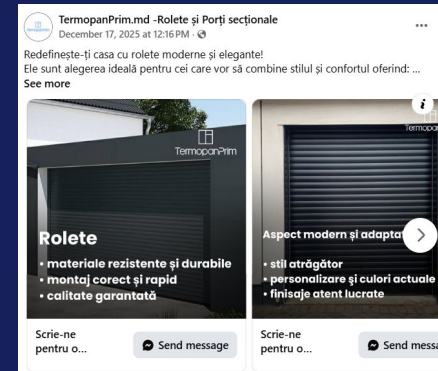 TermopanPrim.md -Rolete și Porți secționale
December 17, 2025 at 12:16 PM ·
Redefinește-ți casa cu rolete moderne și elegante!
Ele sunt alegerea ideală pentru cei care vor să combine stilul și confortul oferind: ...
See more
TermopanPrim
Rolete
• materiale rezistente și durabile
• montaj corect și rapid
• calitate garantată
Scrie-ne
pentru o...
Send message
Aspect modern și
• stil atrăgător
• personalizare și culori actuale
• finisaje atent lucrate
Scrie-ne
pentru o...
Send